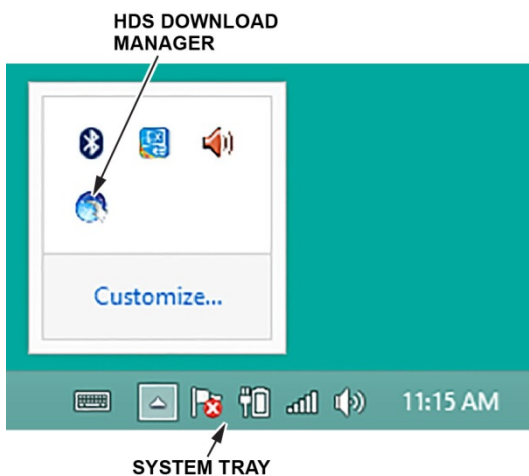 HDS DOWNLOAD
MANAGER
Customize...
11:15 AM
SYSTEM TRAY